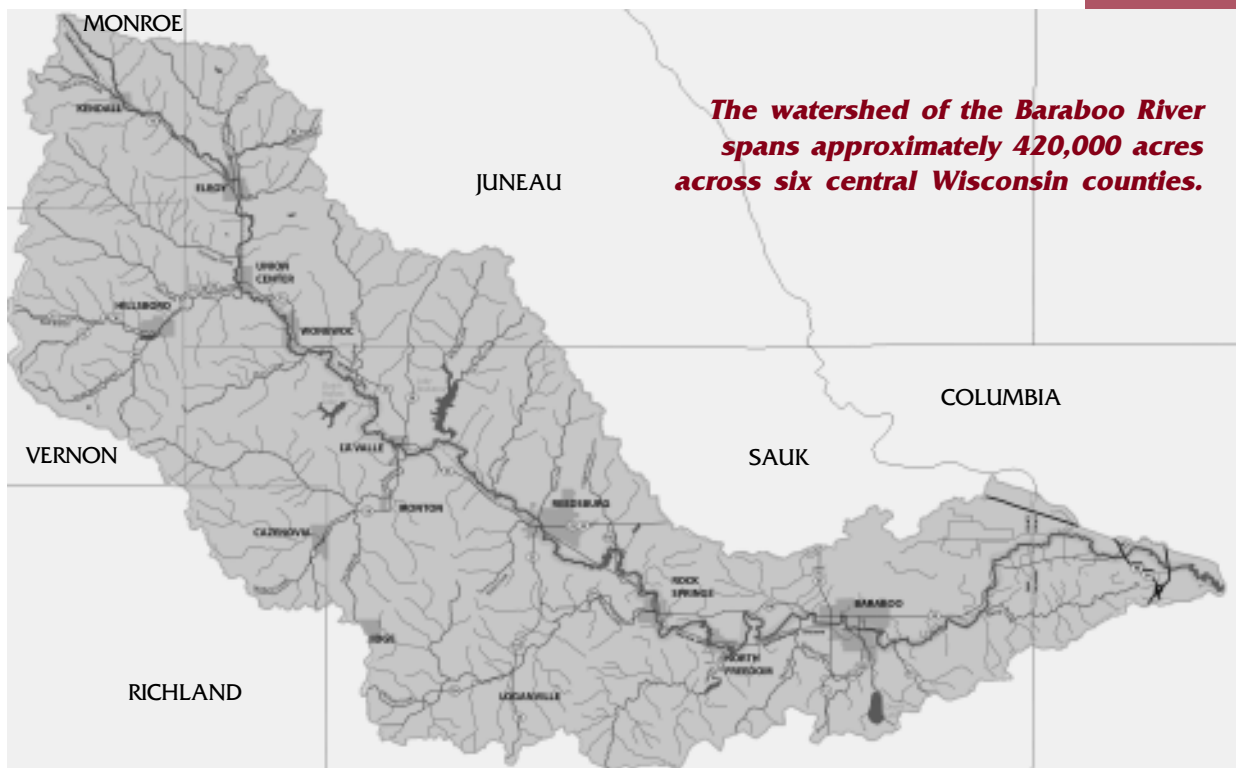 MONROE
The watershed of the Baraboo River
spans approximately 420,000 acres
across six central Wisconsin counties.
KENDALL
JUNEAU
ELROY
UNION
CENTER
HILLSBORO
WONEWOC
COLUMBIA
LA VALLE
VERNON
SAUK
REEDSBURG
IRONTON
CAZENOVIA
ROCK
SPRINGS
BARABOO
NORTH
FREEDOM
RICHLAND
LOGANVILLE